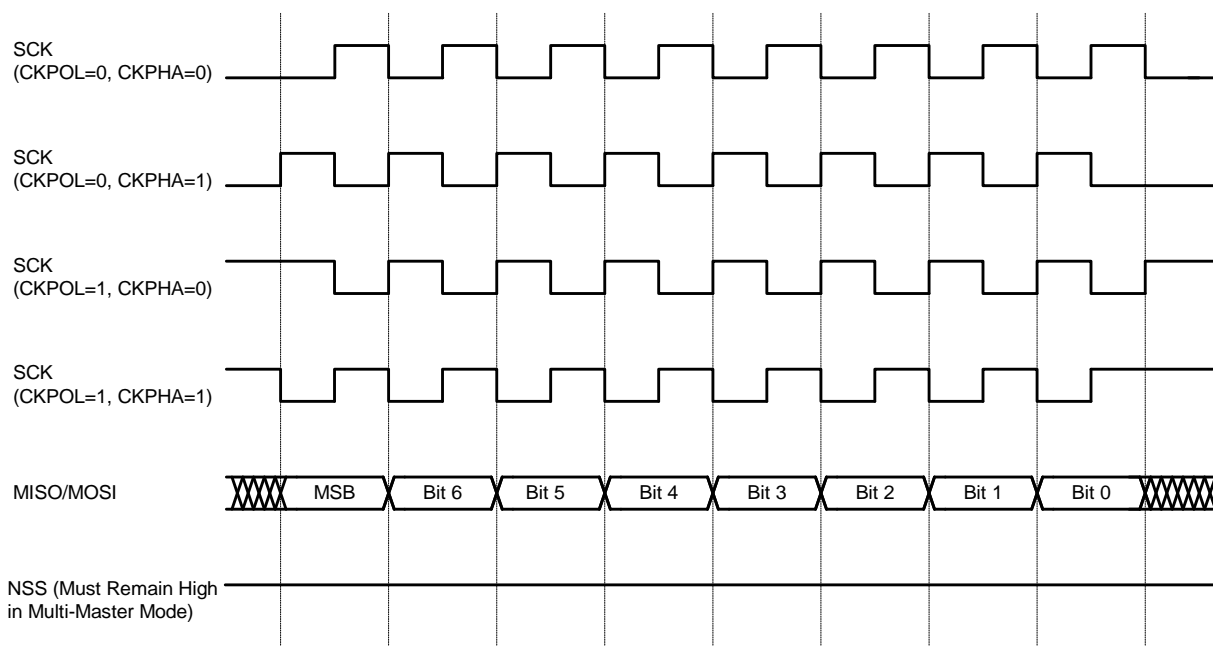 SCK
(CKPOL=0, CKPHA=0)
SCK
(CKPOL=0, CKPHA=1)
SCK
(CKPOL=1, CKPHA=0)
SCK
(CKPOL=1, CKPHA=1)
MISO/MOSI
MSB Bit 6 Bit 5 Bit 4 Bit 3 Bit 2 Bit 1 Bit 0
NSS (Must Remain High
in Multi-Master Mode)